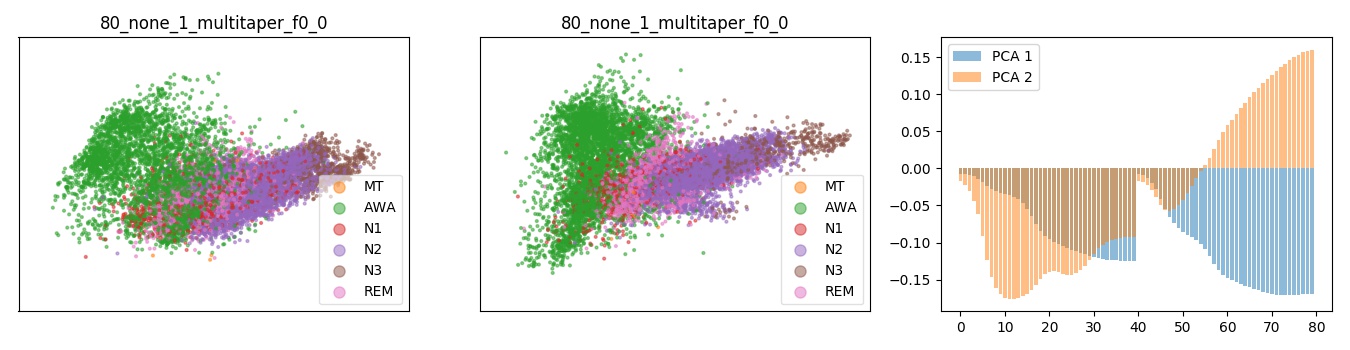 80_none_1_multitaper_f0_0
MT
AWA
N1
N2
N3
REM
80_none_1_multitaper_f0_0
MT
AWA
N1
N2
N3
REM
PCA 1
PCA 2
0.15
0.10
0.05
0.00
−0.05
−0.10
−0.15
0 10 20 30 40 50 60 70 80